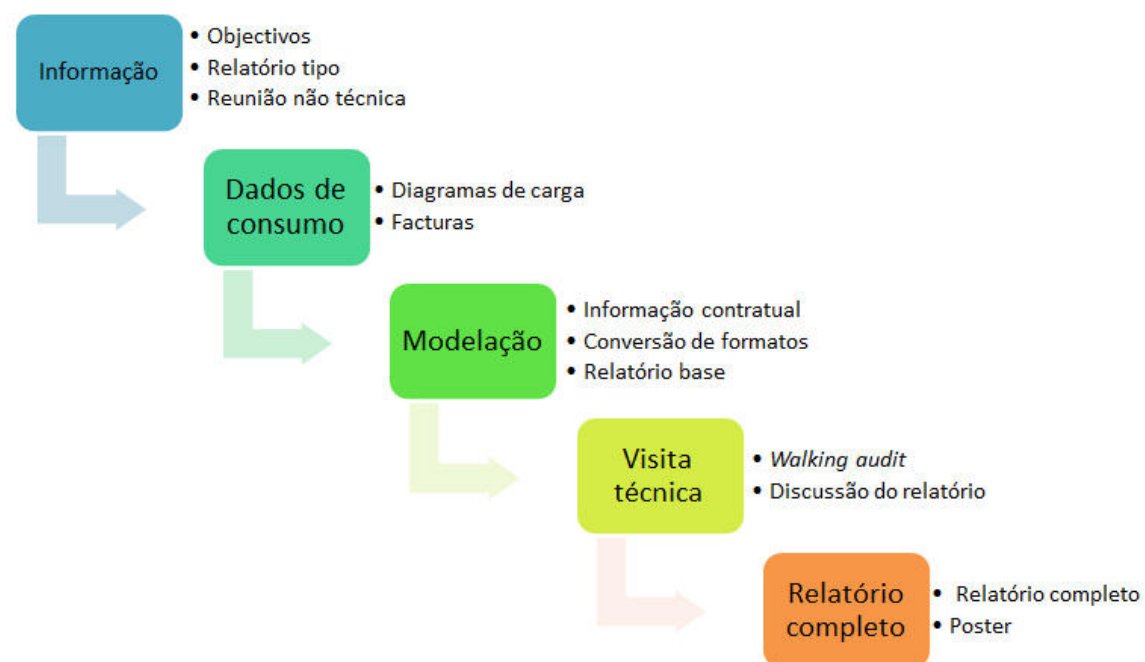 Informação
• Objectivos
• Relatório tipo
• Reunião não técnica
Dados de
consumo
• Diagramas de carga
• Facturas
Modelação
• Informação contratual
• Conversão de formatos
• Relatório base
Visita
técnica
• Walking audit
• Discussão do relatório
Relatório
completo
• Relatório completo
• Poster